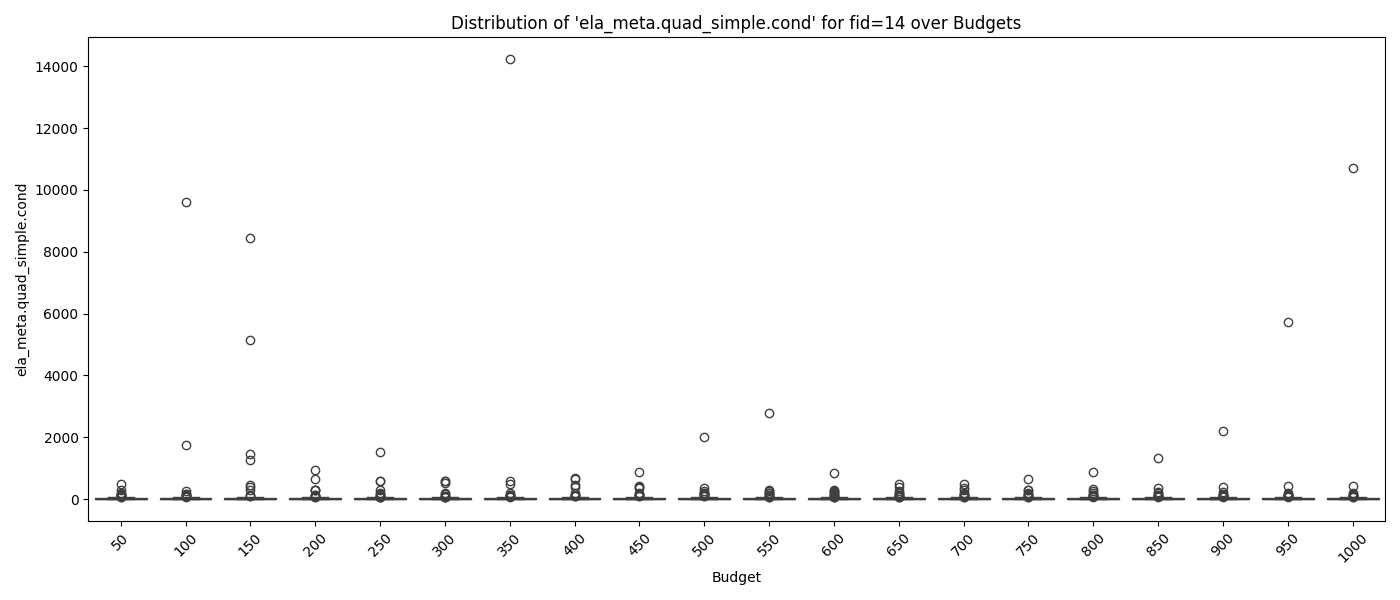 Distribution of 'ela_meta.quad_simple.cond' for fid=14 over Budgets
ela_meta.quad_simple.cond
14000
12000
10000
8000
6000
4000
2000
0
50 100 150 200 250 300 350 400 450 500 550 600 650 700 750 800 850 900 950 1000
Budget